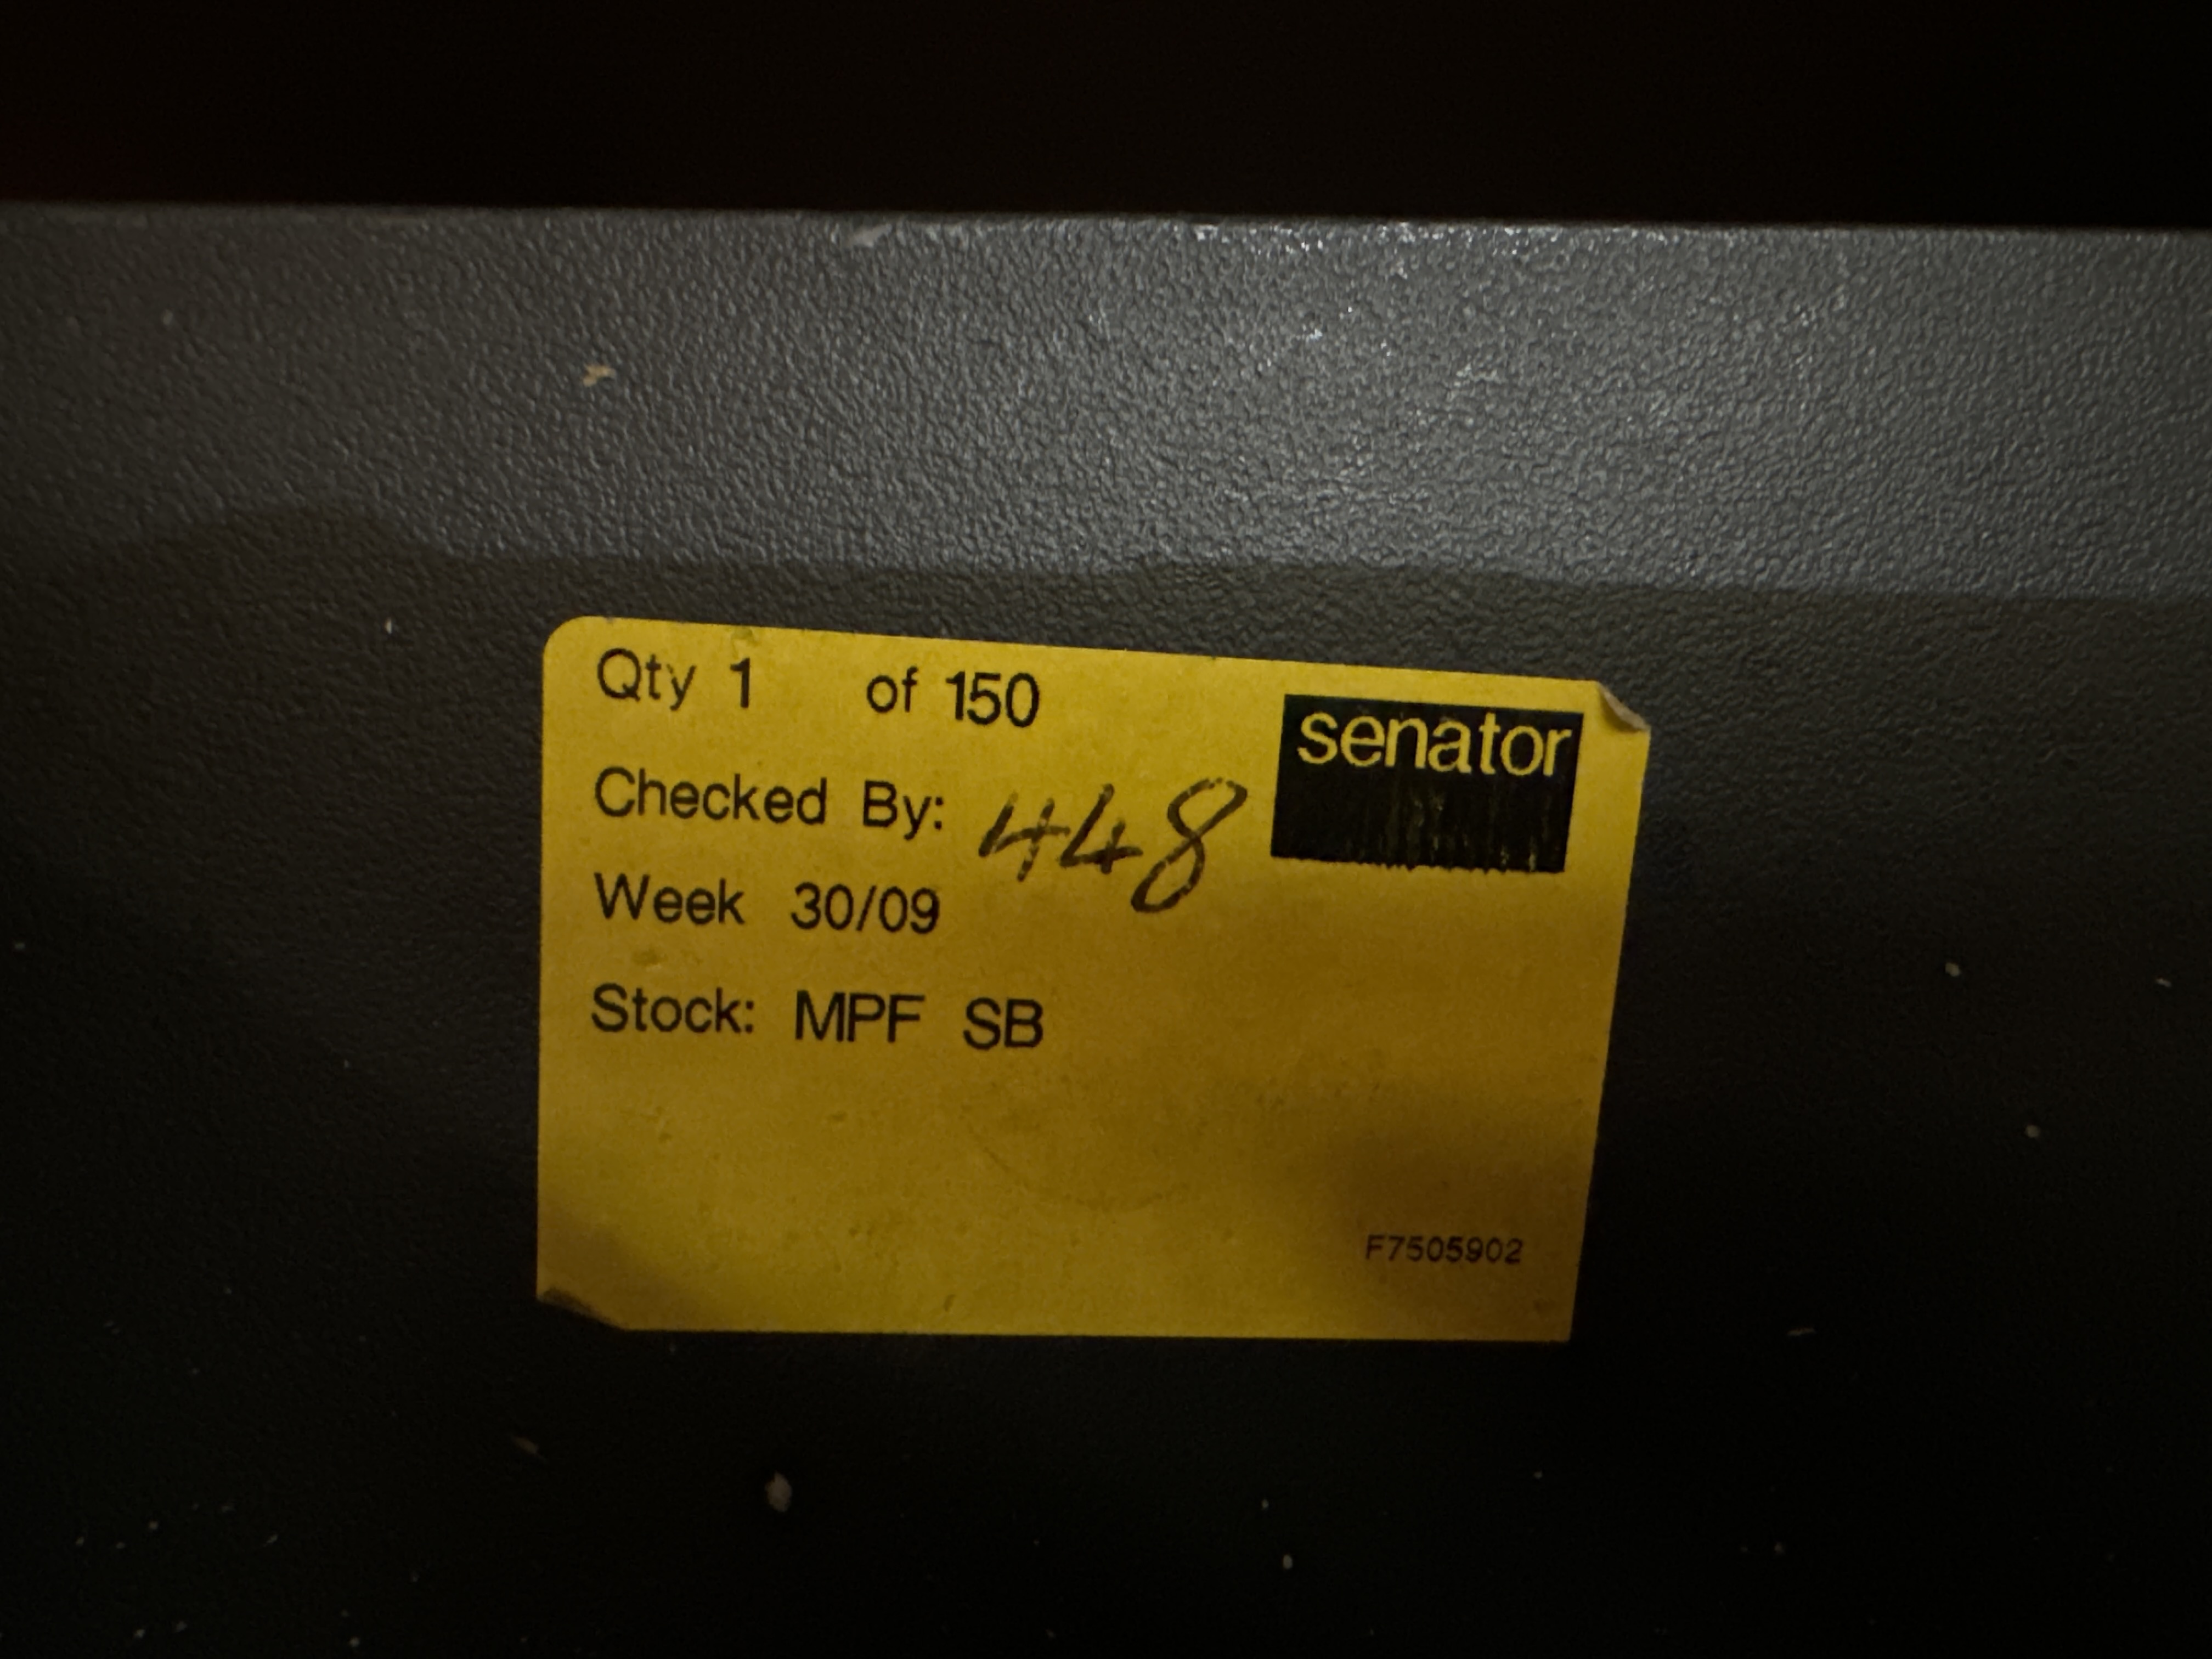 Qty 1 of 150
senator
Checked By: 448
Week 30/09
Stock: MPF SB
F7505902